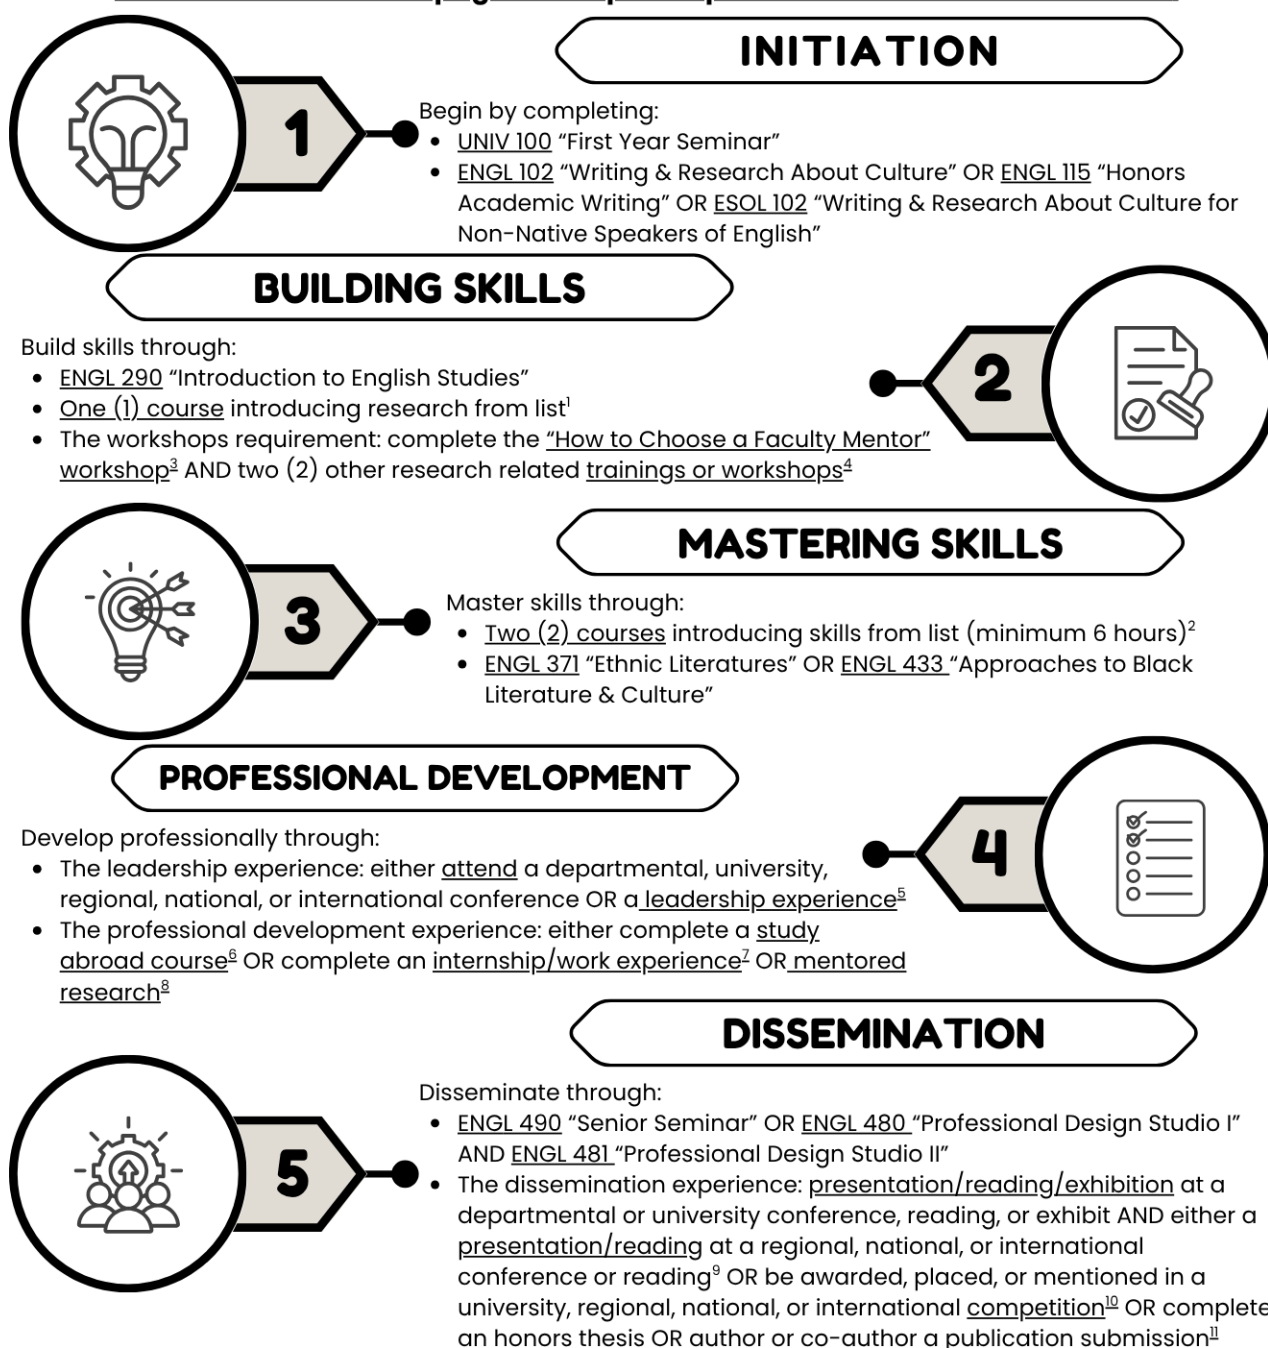 INITIATION
1
Begin by completing:
• UNIV 100 “First Year Seminar”
• ENGL 102 “Writing & Research About Culture” OR ENGL 115 “Honors
Academic Writing” OR ESOL 102 “Writing & Research About Culture for
Non-Native Speakers of English”
BUILDING SKILLS
2
Build skills through:
• ENGL 290 “Introduction to English Studies”
• One (1) course introducing research from list¹
• The workshops requirement: complete the “How to Choose a Faculty Mentor”
workshop³ AND two (2) other research related trainings or workshops⁴
MASTERING SKILLS
3
Master skills through:
• Two (2) courses introducing skills from list (minimum 6 hours)²
• ENGL 371 “Ethnic Literatures” OR ENGL 433 “Approaches to Black
Literature & Culture”
PROFESSIONAL DEVELOPMENT
4
Develop professionally through:
• The leadership experience: either attend a departmental, university,
regional, national, or international conference OR a leadership experience⁵
• The professional development experience: either complete a study
abroad course⁶ OR complete an internship/work experience⁷ OR mentored
research⁸
DISSEMINATION
5
Disseminate through:
• ENGL 490 “Senior Seminar” OR ENGL 480 “Professional Design Studio I”
AND ENGL 481 “Professional Design Studio II”
• The dissemination experience: presentation/reading/exhibition at a
departmental or university conference, reading, or exhibit AND either a
presentation/reading at a regional, national, or international
conference or reading⁹ OR be awarded, placed, or mentioned in a
university, regional, national, or international competition¹⁰ OR complete
an honors thesis OR author or co-author a publication submission¹¹